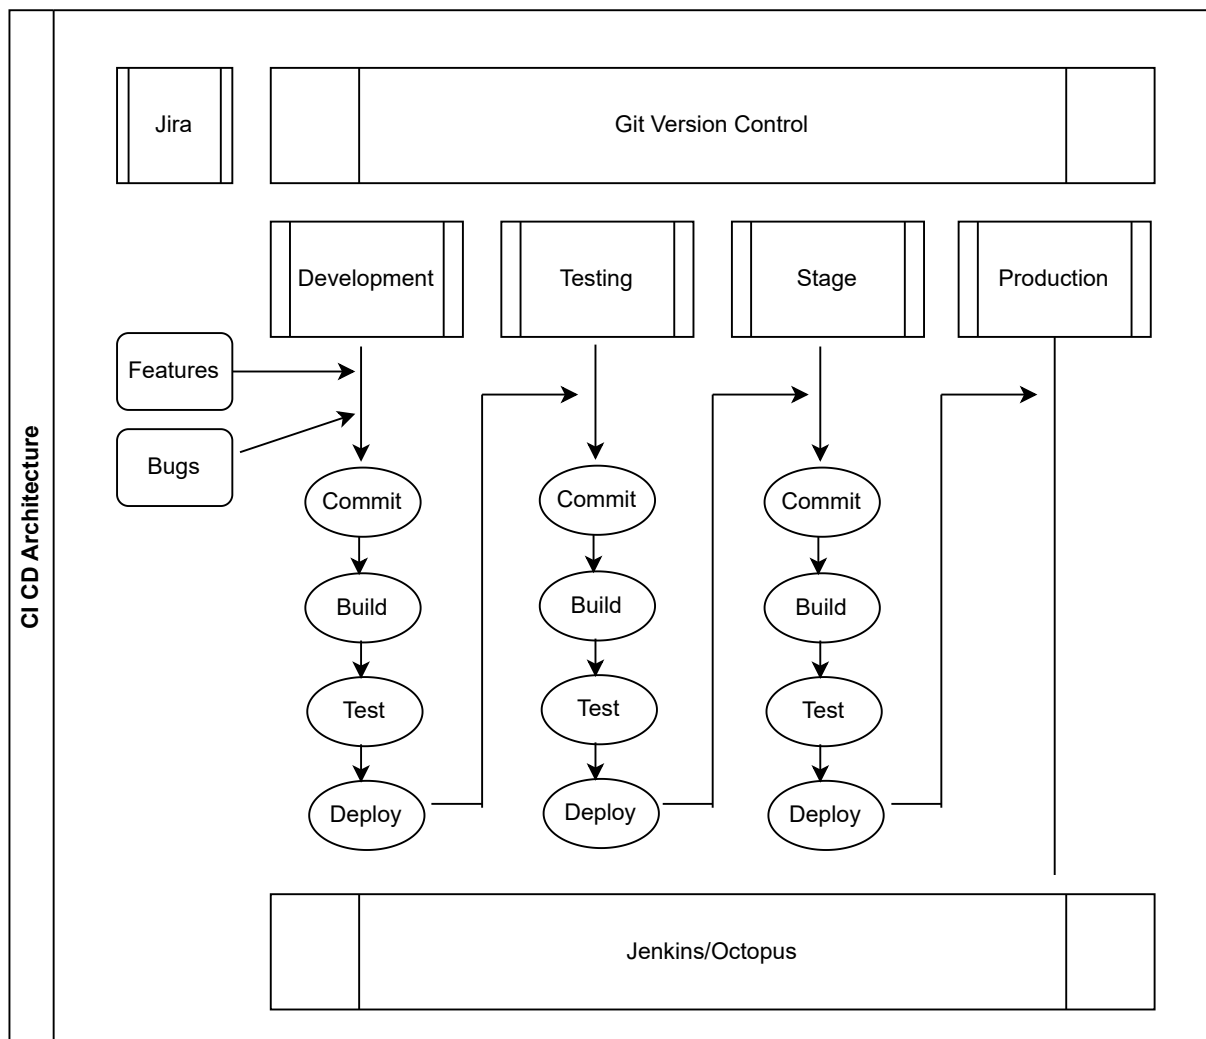 CI CD Architecture
Jira
Git Version Control
Development
Testing
Stage
Production
Features
Bugs
Commit
Commit
Commit
Build
Build
Build
Test
Test
Test
Deploy
Deploy
Deploy
Jenkins/Octopus